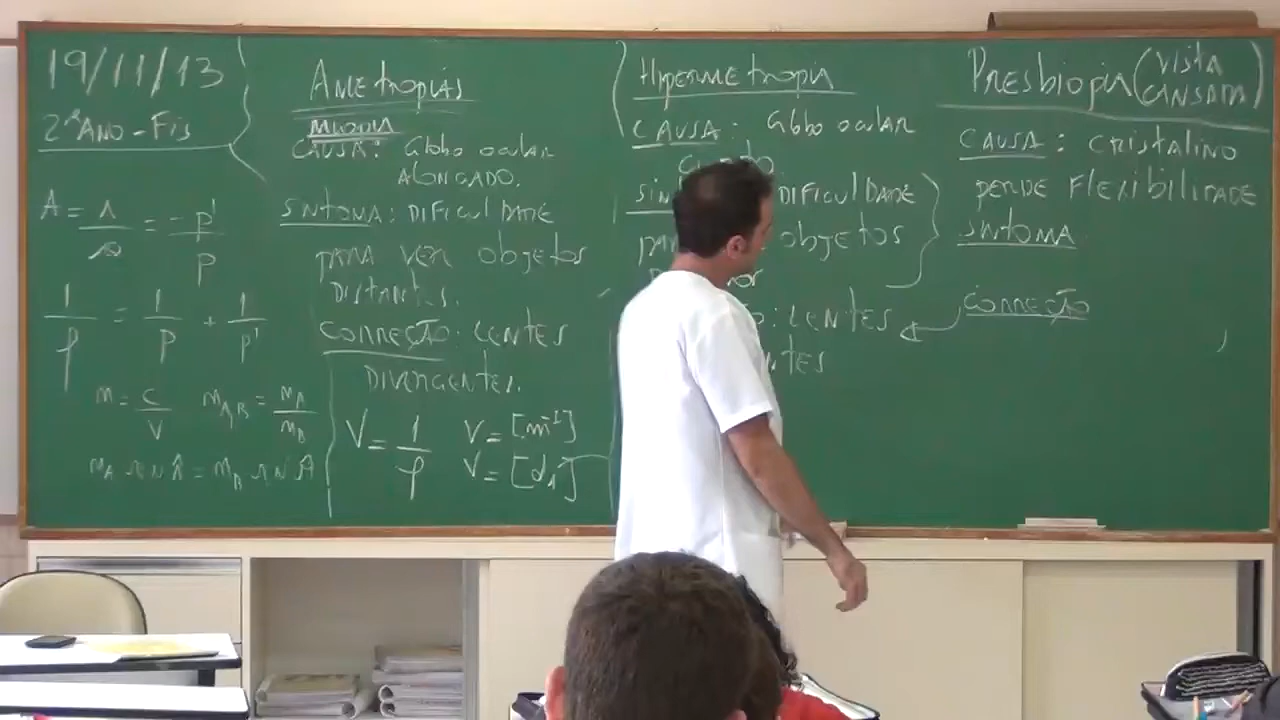 19/11/13
2º ANO - FIS
A = i/o = -p'/p
1/f = 1/p + 1/p'
n = c/v nA,B = nA/nB
nA sen î = nB sen r̂
AMETROPIAS
MIOPIA
CAUSA: Globo ocular
ALONGADO.
SINTOMA: DIFICULDADE
PARA VER objetos
DISTANTES.
CORREÇÃO: LENTES
DIVERGENTES.
V = 1/f V = [m⁻¹]
V = [di]
HIPERMETROPIA
CAUSA: Globo ocular
DIFICULDADE
objetos
: LENTES
PRESBIOPIA (VISTA
CANSADA)
CAUSA: CRISTALINO
PERDE FLEXIBILIDADE
SINTOMA
CORREÇÃO